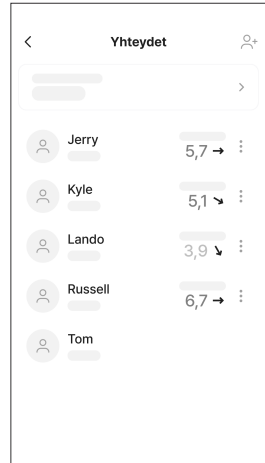 Yhteydet
Jerry
5,7 →
Kyle
5,1 ➘
Lando
3,9 ➘
Russell
6,7 →
Tom